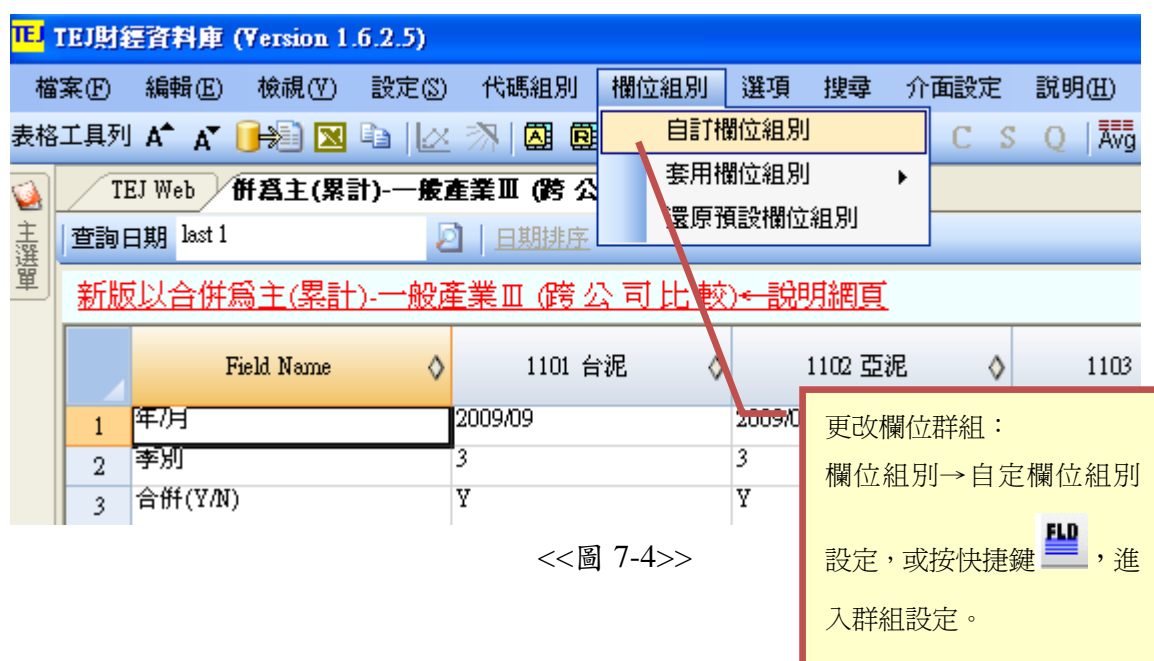 TEJ TEJ財經資料庫 (Version 1.6.2.5)
檔案(F) 編輯(E) 檢視(V) 設定(S) 代碼組別 欄位組別 選項 搜尋 介面設定 說明(H)
表格工具列 A A A R C S Q Avg
自訂欄位組別
套用欄位組別
還原預設欄位組別
TEJ Web 併為主(累計)-一般產業III (跨 公
主選單
查詢日期 last 1 日期排序
新版以合併為主(累計)-一般產業III (跨 公 司 比 較)<--說明網頁
Field Name 1101 台泥 1102 亞泥 1103
1 年/月 2009/09 2009/0
2 季別 3 3
3 合併(Y/N) Y Y
更改欄位群組：
欄位組別→自定欄位組別
設定，或按快捷鍵 FLD ，進
入群組設定。
<<圖 7-4>>